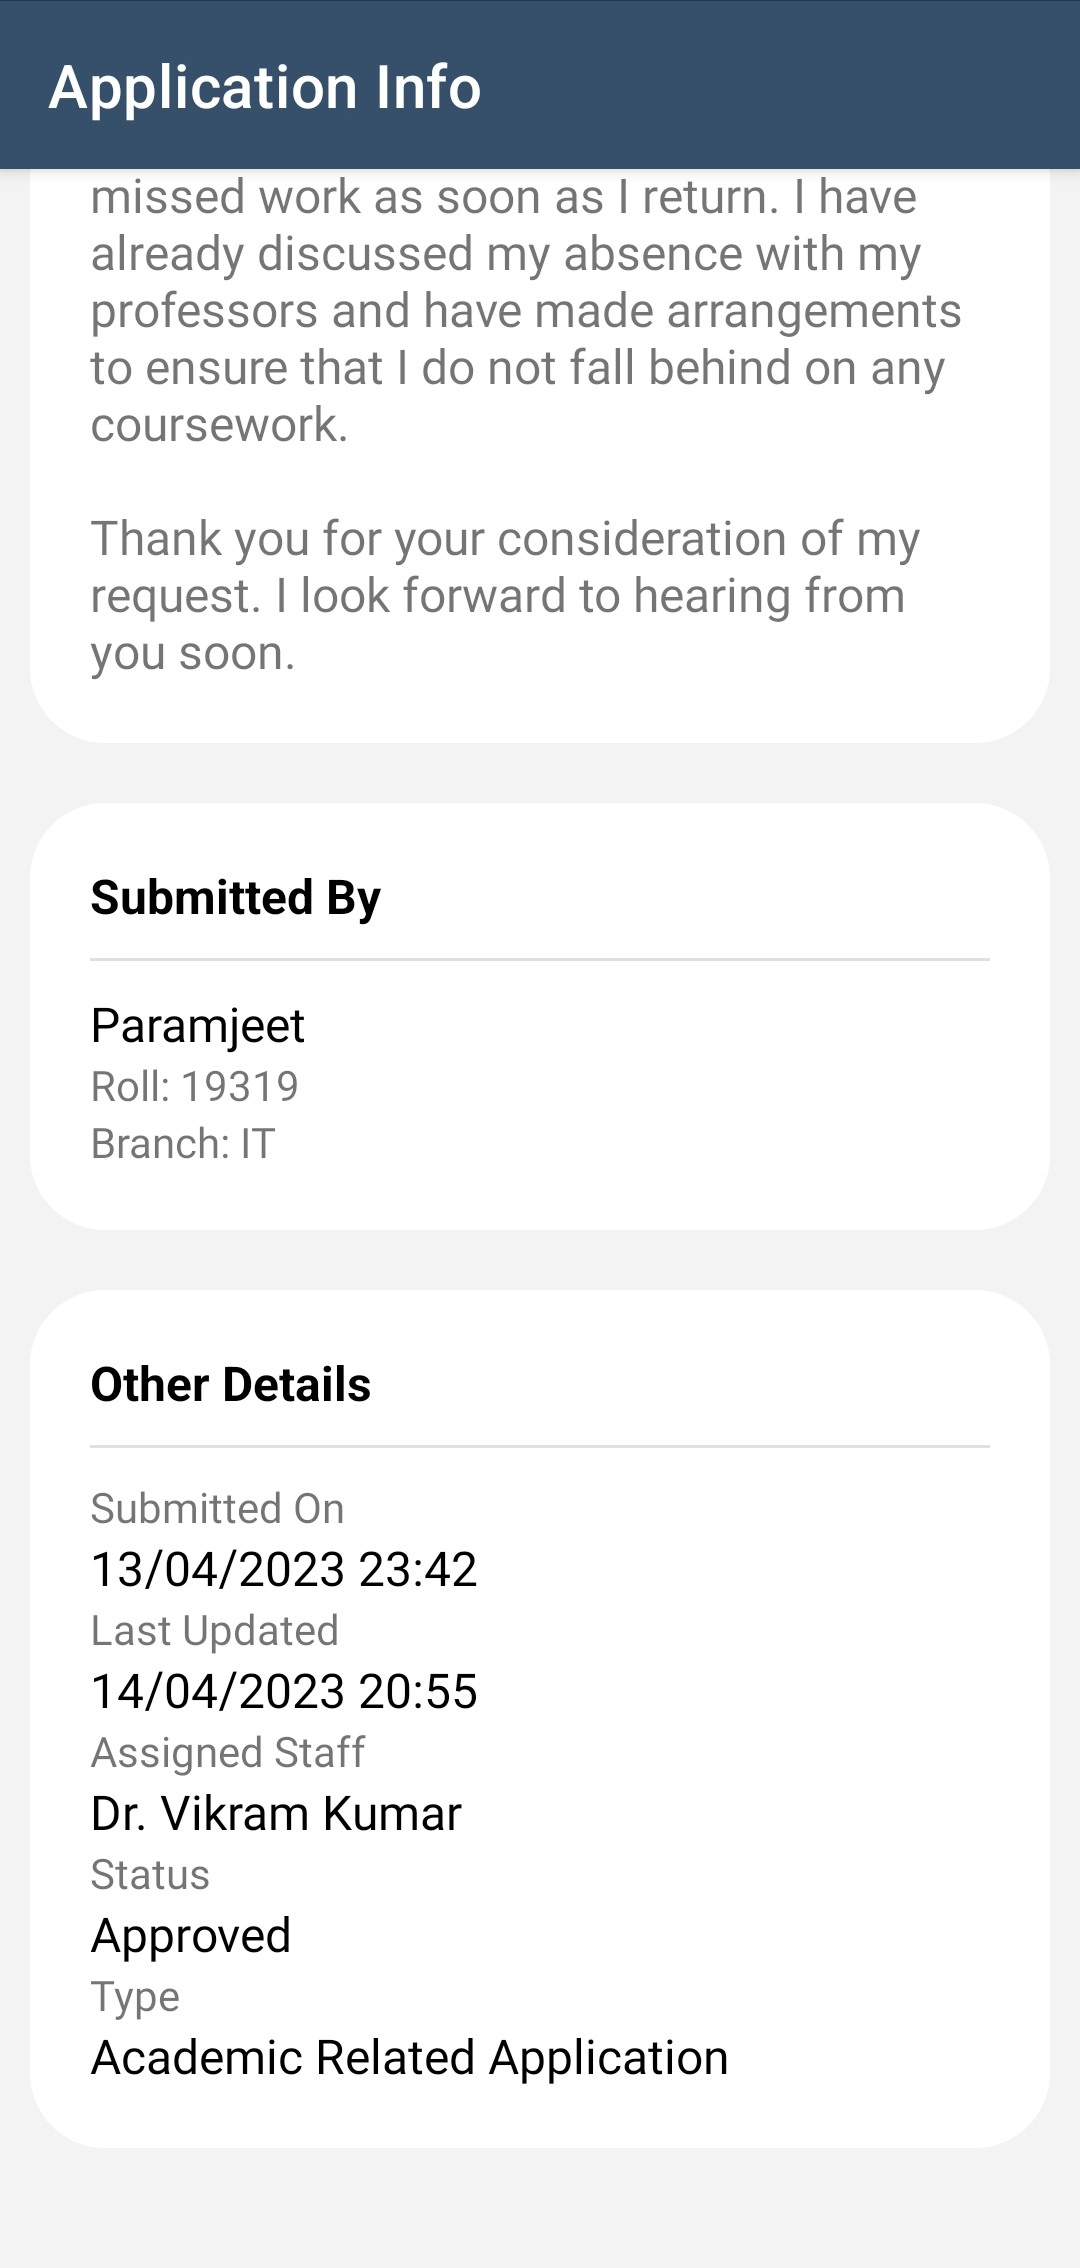 Application Info
missed work as soon as I return. I have
already discussed my absence with my
professors and have made arrangements
to ensure that I do not fall behind on any
coursework.
Thank you for your consideration of my
request. I look forward to hearing from
you soon.
Submitted By
Paramjeet
Roll: 19319
Branch: IT
Other Details
Submitted On
13/04/2023 23:42
Last Updated
14/04/2023 20:55
Assigned Staff
Dr. Vikram Kumar
Status
Approved
Type
Academic Related Application